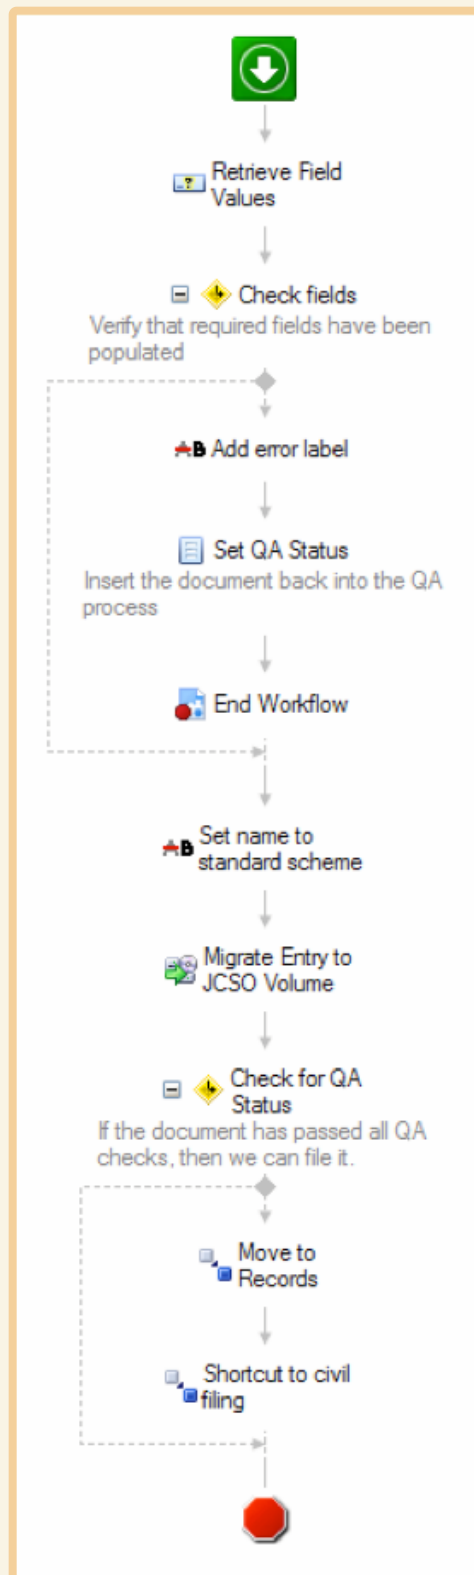 Retrieve Field
Values
Check fields
Verify that required fields have been
populated
AB Add error label
Set QA Status
Insert the document back into the QA
process
End Workflow
AB Set name to
standard scheme
Migrate Entry to
JCSO Volume
Check for QA
Status
If the document has passed all QA
checks, then we can file it.
Move to
Records
Shortcut to civil
filing